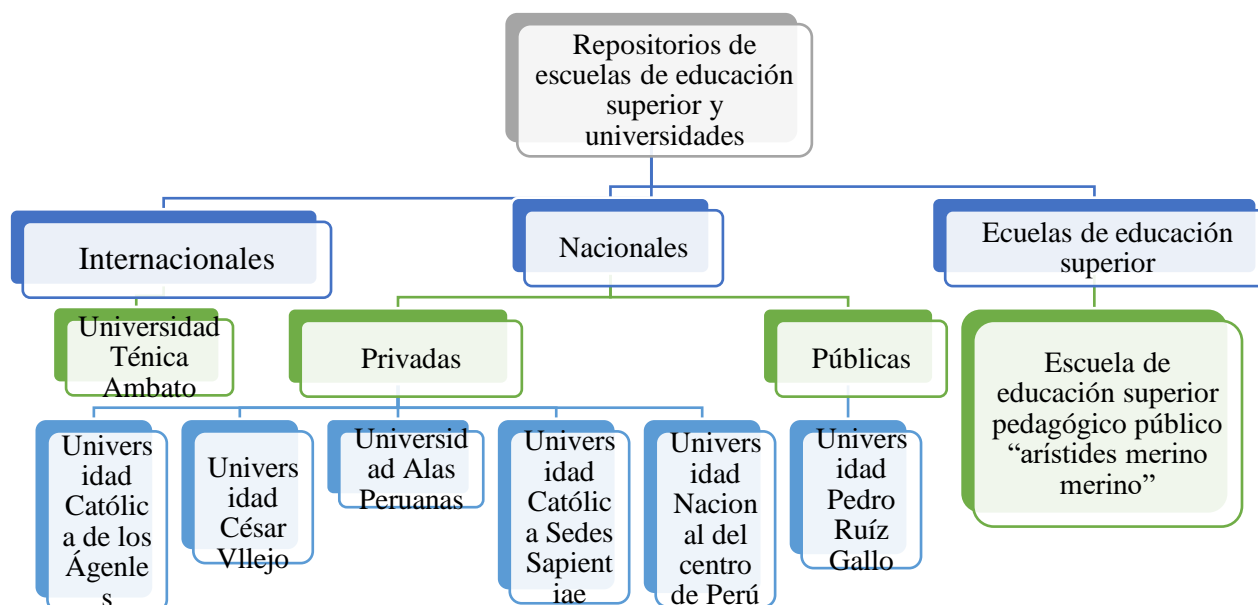 Repositorios de
escuelas de educación
superior y
universidades
Internacionales
Nacionales
Ecuelas de educación
superior
Universidad
Ténica
Ambato
Privadas
Públicas
Escuela de
educación superior
pedagógico público
“arístides merino
merino”
Univers
idad
Católic
a de los
Ágenle
s
Univers
idad
César
Vllejo
Universid
ad Alas
Peruanas
Univers
idad
Católic
a Sedes
Sapient
iae
Univers
idad
Nacion
al del
centro
de Perú
Univers
idad
Pedro
Ruíz
Gallo